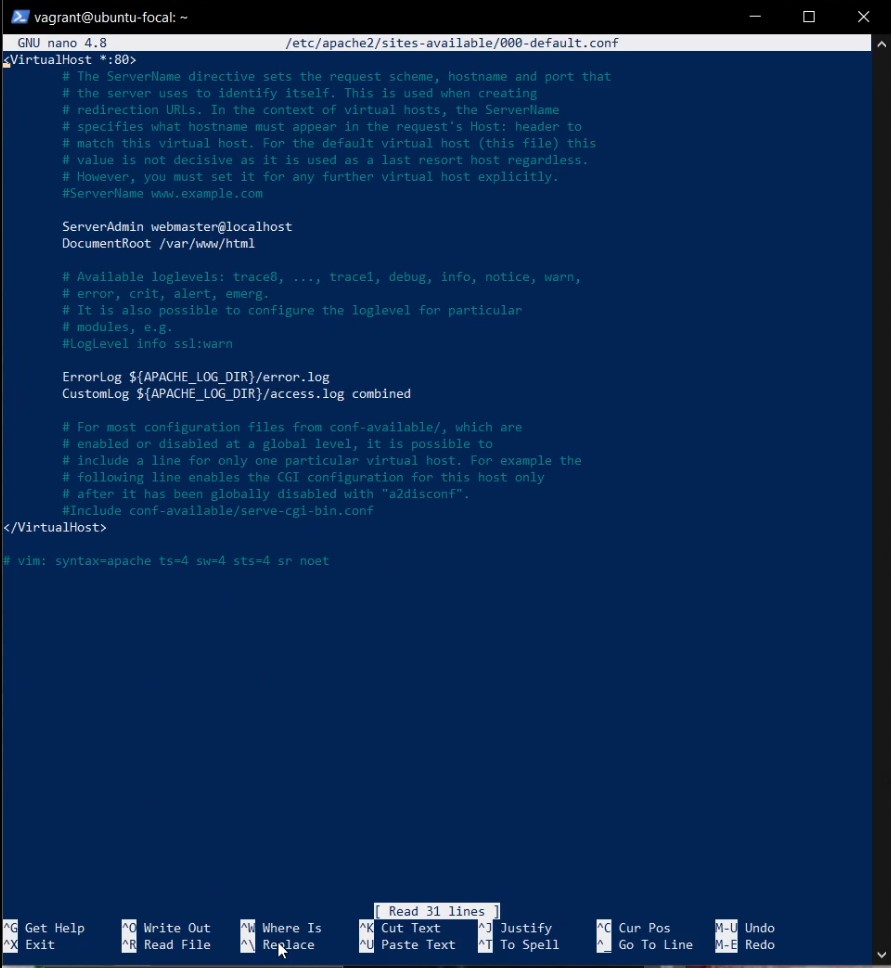 vagrant@ubuntu-focal: ~
GNU nano 4.8 /etc/apache2/sites-available/000-default.conf
<VirtualHost *:80>
# The ServerName directive sets the request scheme, hostname and port that
# the server uses to identify itself. This is used when creating
# redirection URLs. In the context of virtual hosts, the ServerName
# specifies what hostname must appear in the request's Host: header to
# match this virtual host. For the default virtual host (this file) this
# value is not decisive as it is used as a last resort host regardless.
# However, you must set it for any further virtual host explicitly.
#ServerName www.example.com
ServerAdmin webmaster@localhost
DocumentRoot /var/www/html
# Available loglevels: trace8, ..., trace1, debug, info, notice, warn,
# error, crit, alert, emerg.
# It is also possible to configure the loglevel for particular
# modules, e.g.
#LogLevel info ssl:warn
ErrorLog ${APACHE_LOG_DIR}/error.log
CustomLog ${APACHE_LOG_DIR}/access.log combined
# For most configuration files from conf-available/, which are
# enabled or disabled at a global level, it is possible to
# include a line for only one particular virtual host. For example the
# following line enables the CGI configuration for this host only
# after it has been globally disabled with "a2disconf".
#Include conf-available/serve-cgi-bin.conf
</VirtualHost>
# vim: syntax=apache ts=4 sw=4 sts=4 sr noet
[ Read 31 lines ]
^G Get Help ^O Write Out ^W Where Is ^K Cut Text ^J Justify ^C Cur Pos M-U Undo
^X Exit ^R Read File ^\ Replace ^U Paste Text ^T To Spell ^_ Go To Line M-E Redo